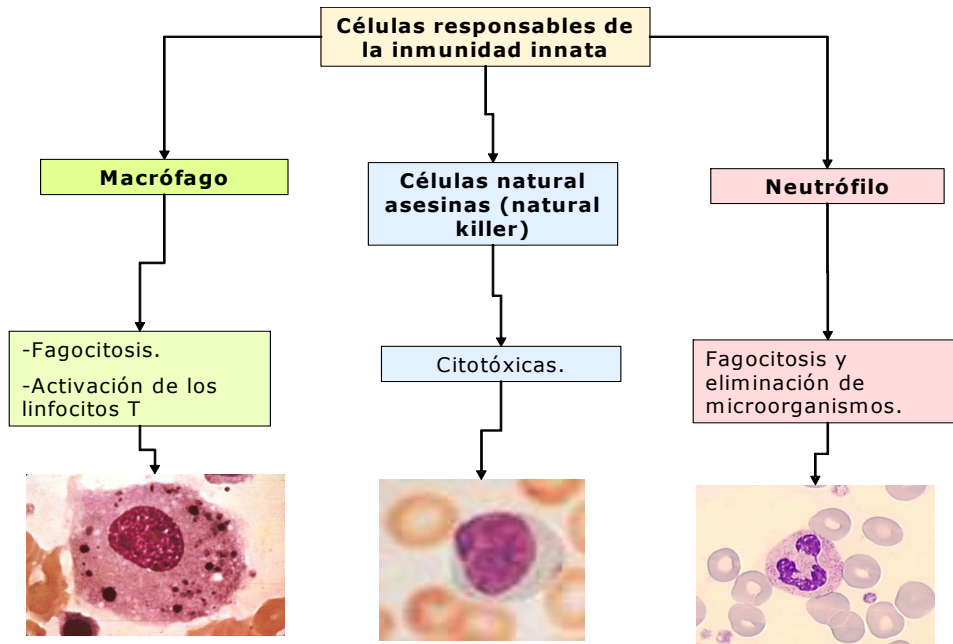 Células responsables de
la inmunidad innata
Macrófago
Células natural
asesinas (natural
killer)
Neutrófilo
-Fagocitosis.
-Activación de los
linfocitos T
Citotóxicas.
Fagocitosis y
eliminación de
microorganismos.